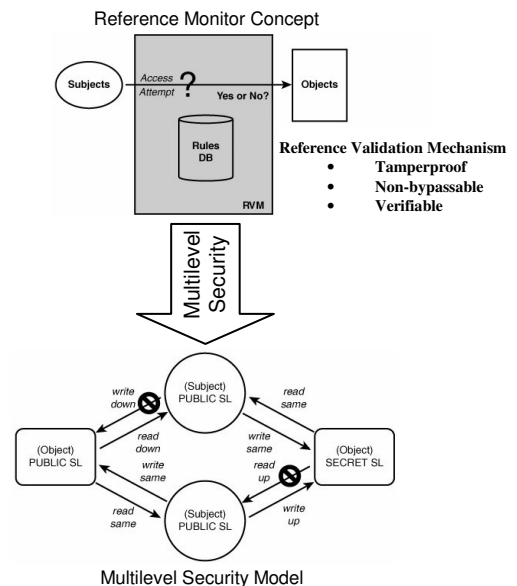 Reference Monitor Concept
Subjects
Access
Attempt
?
Yes or No?
Objects
Rules
DB
RVM
Reference Validation Mechanism
• Tamperproof
• Non-bypassable
• Verifiable
Multilevel
Security
(Subject)
PUBLIC SL
write
down
read
same
read
down
write
same
(Object)
PUBLIC SL
(Object)
SECRET SL
write
same
read
up
read
same
write
up
(Subject)
PUBLIC SL
Multilevel Security Model